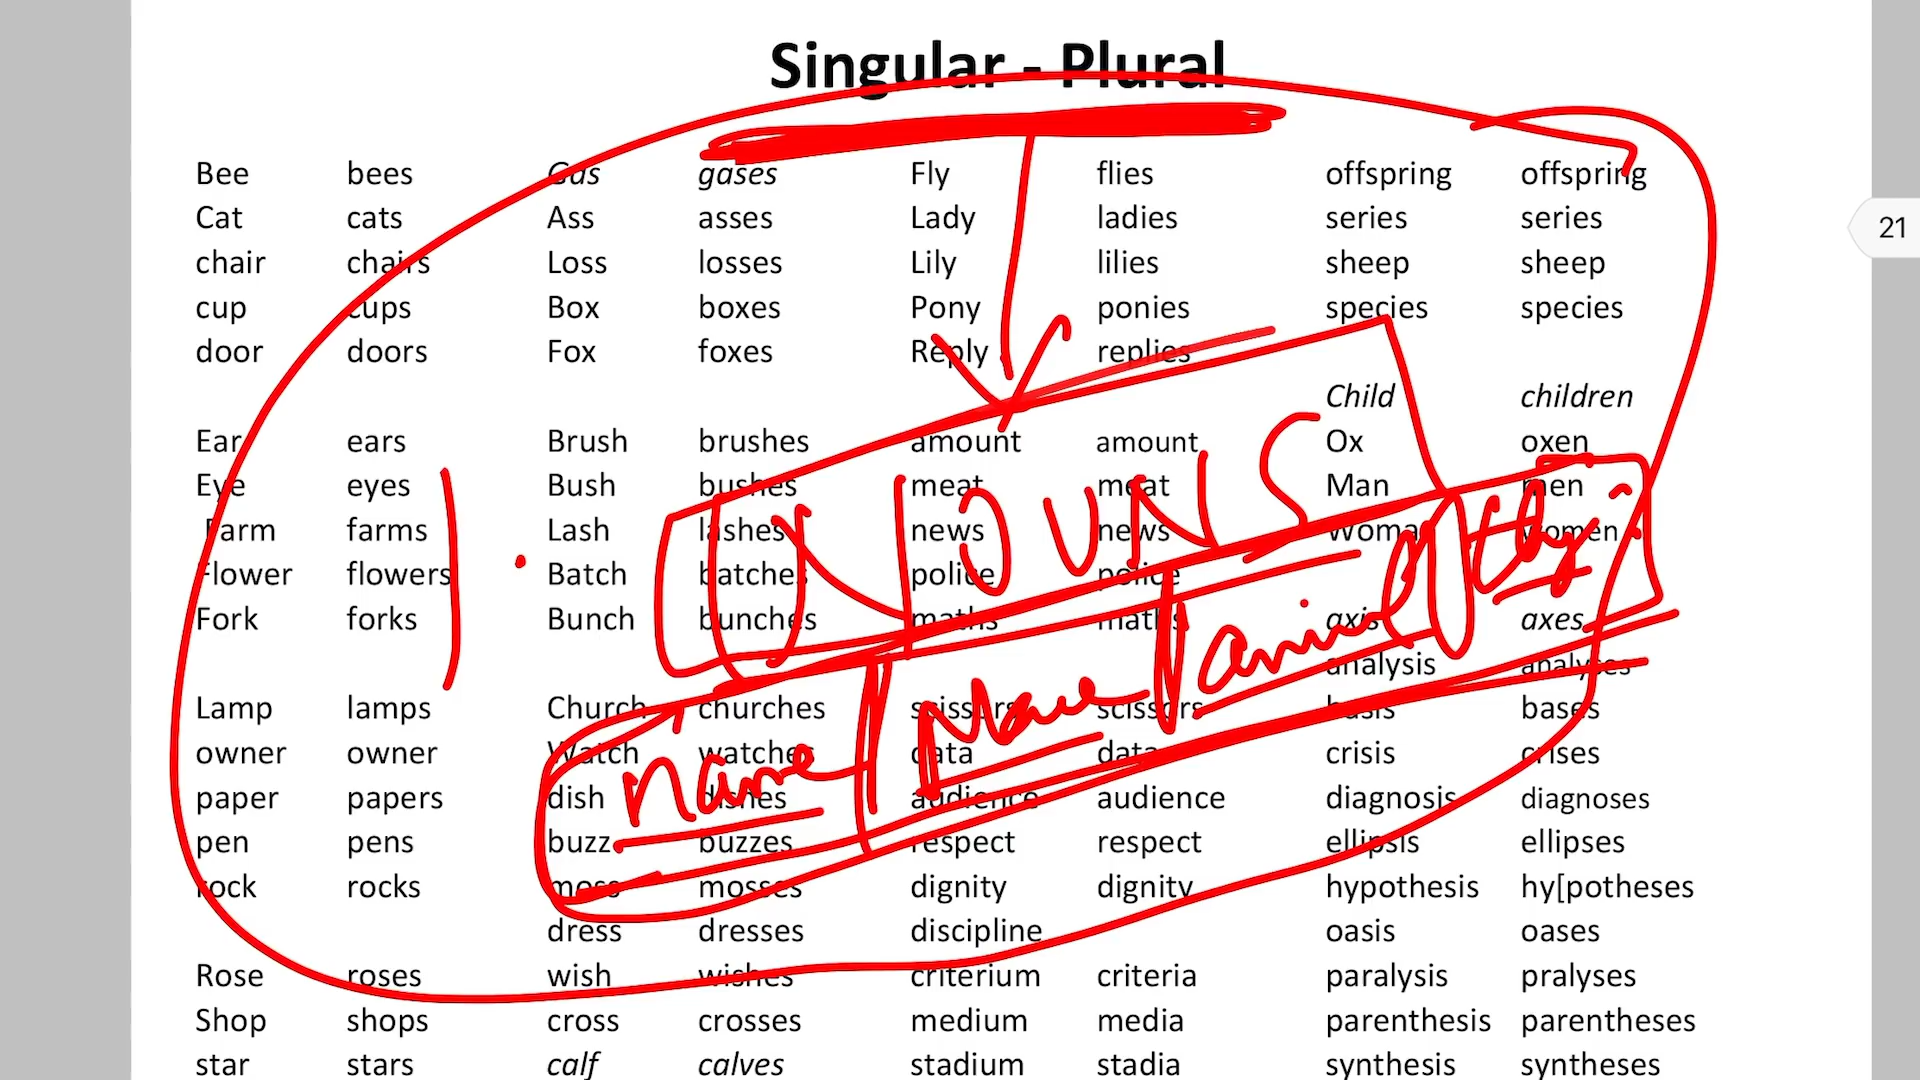 Singular - Plural
Bee bees Gas gases Fly flies offspring offspring
Cat cats Ass asses Lady ladies series series
21
chair chairs Loss losses Lily lilies sheep sheep
cup cups Box boxes Pony ponies species species
door doors Fox foxes Reply replies
Child children
Ear ears Brush brushes amount amount Ox oxen
Eye eyes Bush bushes meat meat Man men
NOUNS
Farm farms Lash lashes news news Woman women
Flower flowers Batch batches police police
Fork forks Bunch bunches maths maths axis axes
analysis analyses
name Place animal
Lamp lamps Church churches scissors scissors basis bases
owner owner Watch watches data data crisis crises
paper papers dish dishes audience audience diagnosis diagnoses
pen pens buzz buzzes respect respect ellipsis ellipses
rock rocks moss mosses dignity dignity hypothesis hy[potheses
dress dresses discipline oasis oases
Rose roses wish wishes criterium criteria paralysis pralyses
Shop shops cross crosses medium media parenthesis parentheses
star stars calf calves stadium stadia synthesis syntheses